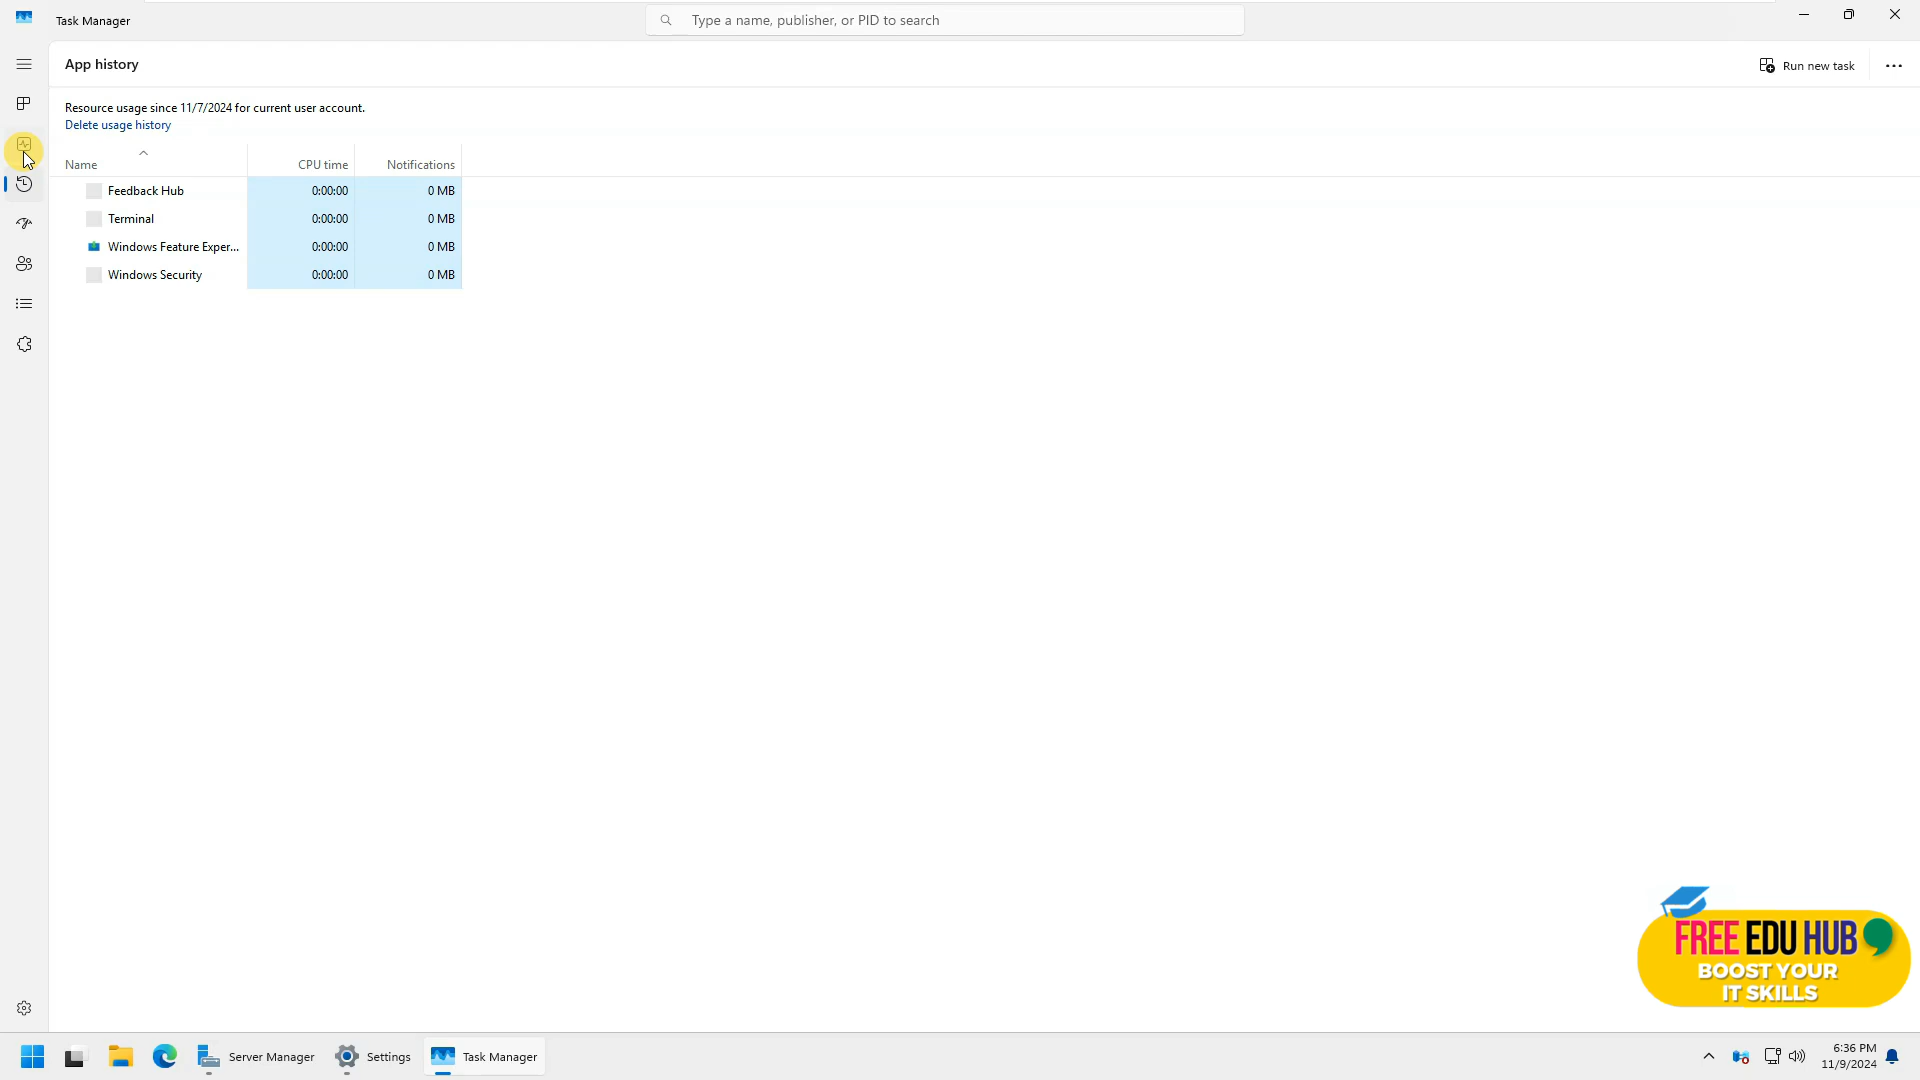 Task Manager
Type a name, publisher, or PID to search
App history
Run new task
Resource usage since 11/7/2024 for current user account.
Delete usage history
Name CPU time Notifications
Feedback Hub 0:00:00 0 MB
Terminal 0:00:00 0 MB
Windows Feature Exper... 0:00:00 0 MB
Windows Security 0:00:00 0 MB
FREE EDU HUB
BOOST YOUR
IT SKILLS
Server Manager
Settings
Task Manager
6:36 PM
11/9/2024